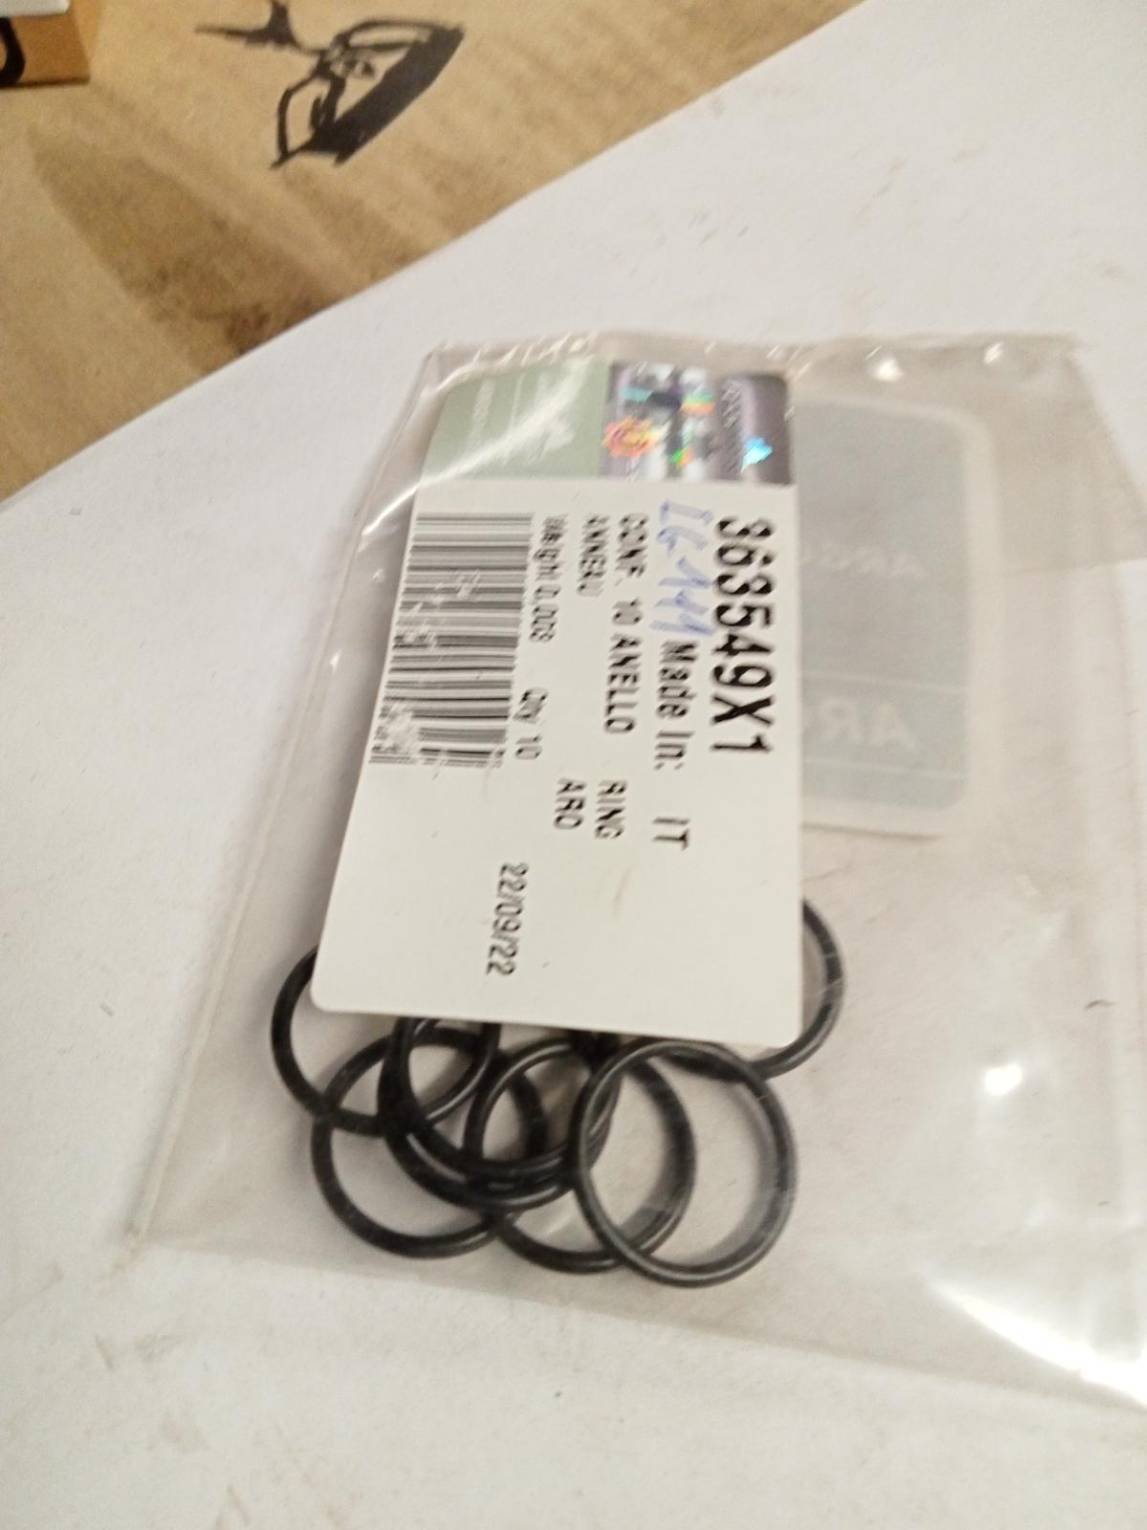 363549X1
Made In: IT
CONF. 10 ANELLO RING
ANNEAU ARO
Weight 0,008 Qty 10
22/09/22